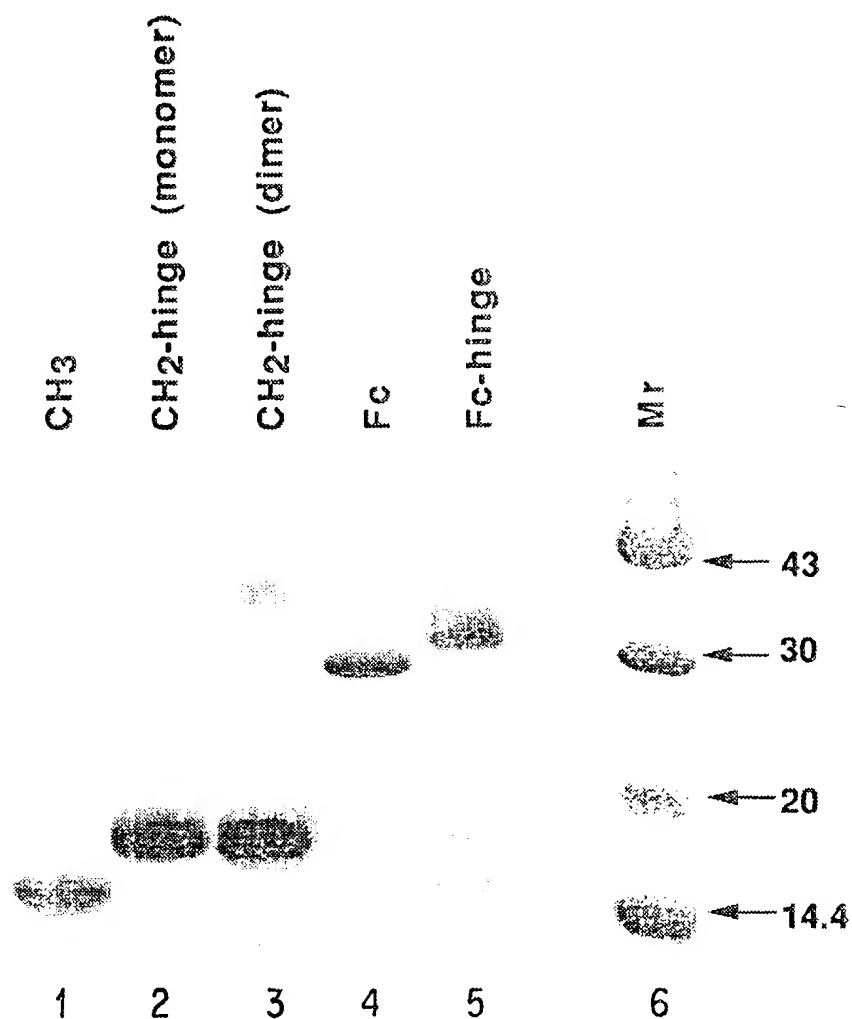 CH3
CH2-hinge (monomer)
CH2-hinge (dimer)
Fc
Fc-hinge
Mr
43
30
20
14.4
1 2 3 4 5 6